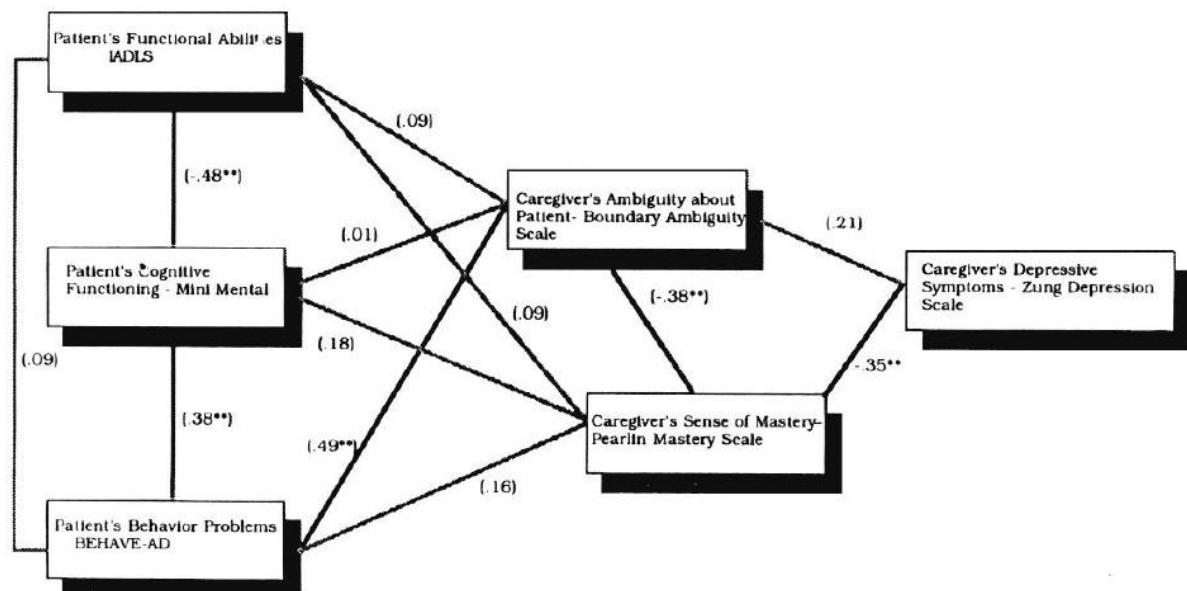 Patient's Functional Abilities
IADLS
(.09)
(-.48**)
Caregiver's Ambiguity about
Patient- Boundary Ambiguity
Scale
(.21)
(.01)
Patient's Cognitive
Functioning - Mini Mental
Caregiver's Depressive
Symptoms - Zung Depression
Scale
(-.38**)
(.09)
(.18)
(.09)
-.35**
(.38**)
Caregiver's Sense of Mastery-
Pearlin Mastery Scale
(.49**)
(.16)
Patient's Behavior Problems
BEHAVE-AD